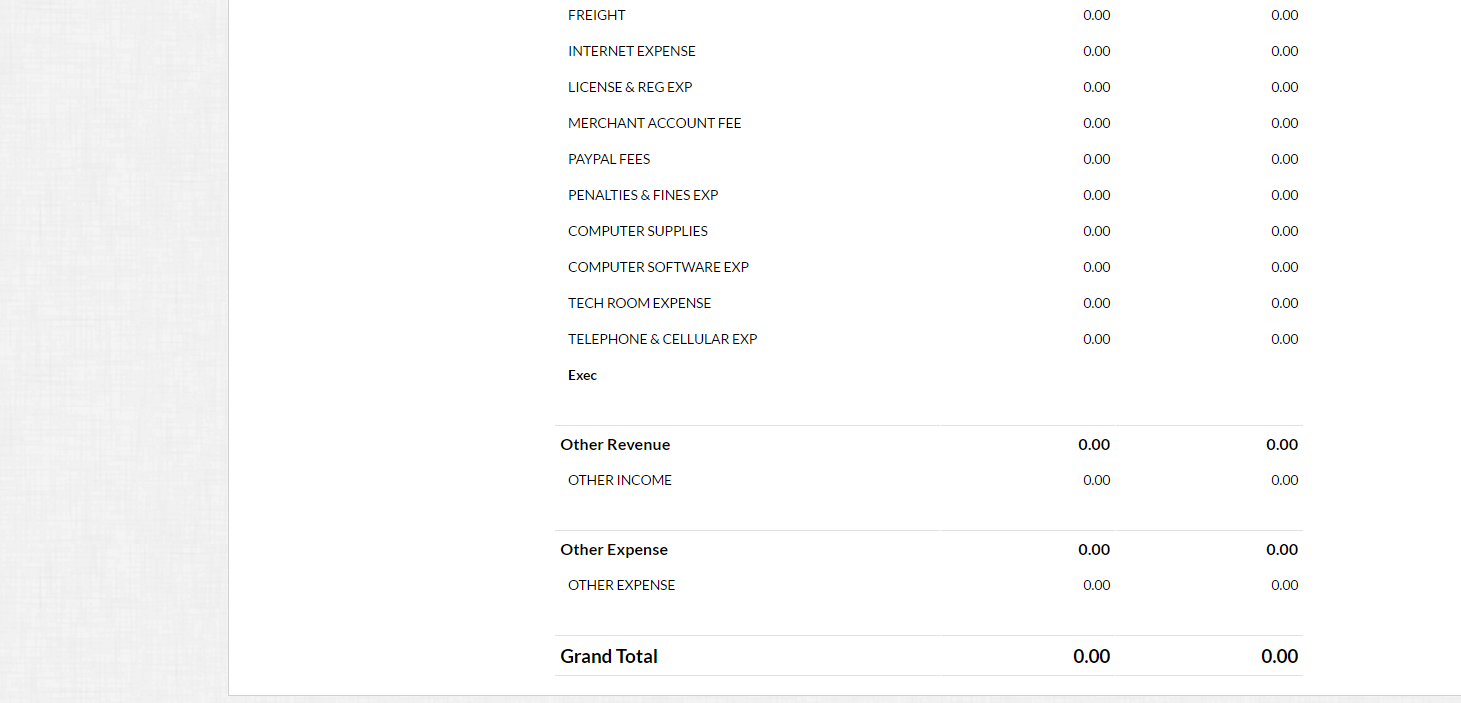 FREIGHT 0.00 0.00
INTERNET EXPENSE 0.00 0.00
LICENSE & REG EXP 0.00 0.00
MERCHANT ACCOUNT FEE 0.00 0.00
PAYPAL FEES 0.00 0.00
PENALTIES & FINES EXP 0.00 0.00
COMPUTER SUPPLIES 0.00 0.00
COMPUTER SOFTWARE EXP 0.00 0.00
TECH ROOM EXPENSE 0.00 0.00
TELEPHONE & CELLULAR EXP 0.00 0.00
Exec
Other Revenue 0.00 0.00
OTHER INCOME 0.00 0.00
Other Expense 0.00 0.00
OTHER EXPENSE 0.00 0.00
Grand Total 0.00 0.00